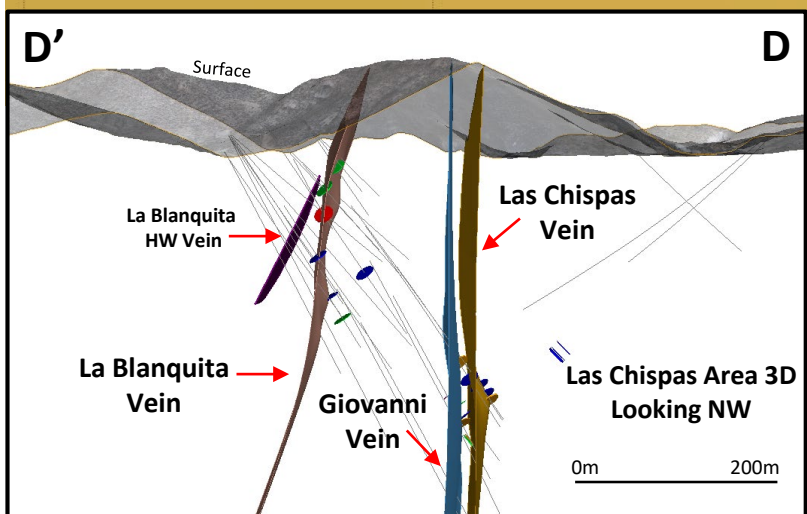 D’
D
Surface
Las Chispas
Vein
La Blanquita
HW Vein
La Blanquita
Vein
Giovanni
Vein
Las Chispas Area 3D
Looking NW
0m
200m